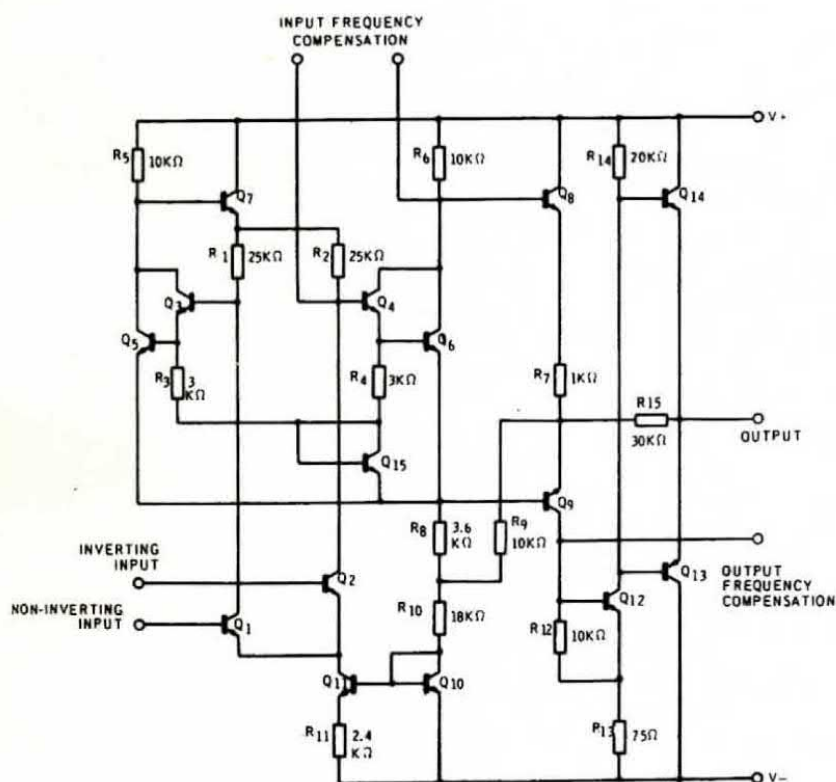 INPUT FREQUENCY
COMPENSATION
V+
R5
10KΩ
R6
10KΩ
R14
20KΩ
Q7
Q8
Q14
R1
25KΩ
R2
25KΩ
Q3
Q4
Q5
Q6
R3
3
KΩ
R4
3KΩ
R7
1KΩ
R15
30KΩ
OUTPUT
Q15
Q9
R8
3.6
KΩ
R9
10KΩ
INVERTING
INPUT
Q2
OUTPUT
FREQUENCY
COMPENSATION
Q13
NON-INVERTING
INPUT
Q1
R10
18KΩ
Q12
R12
10KΩ
Q1
Q10
R11
2.4
KΩ
R13
75Ω
V-